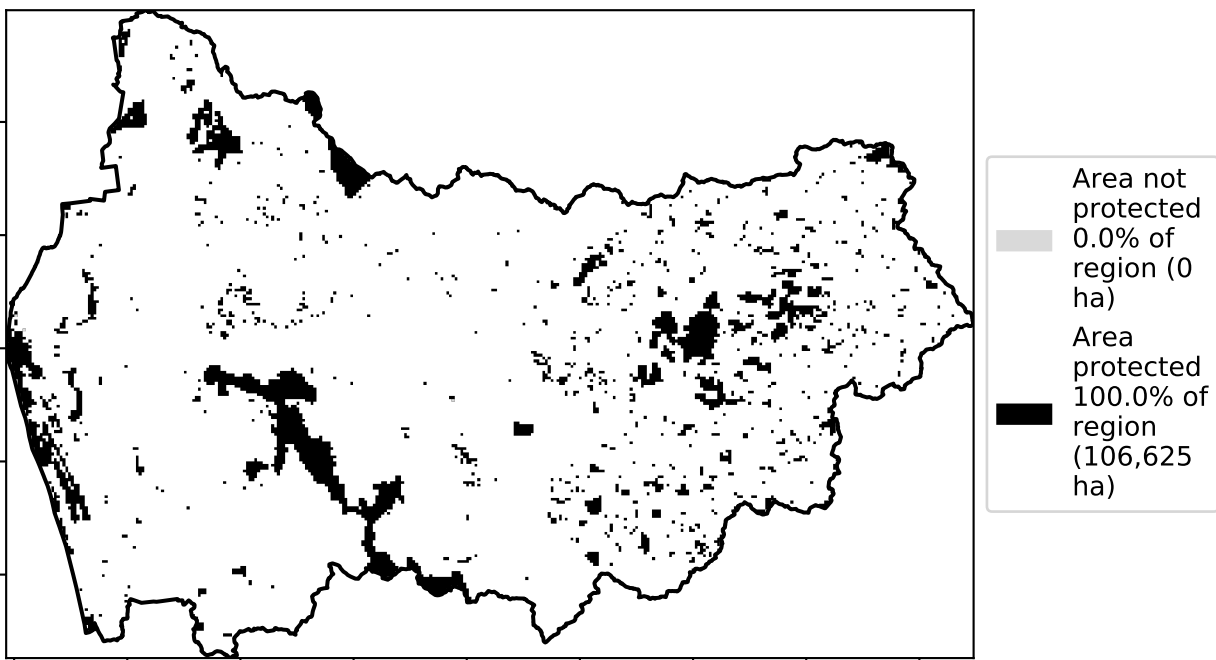 Area not
protected
0.0% of
region (0
ha)
Area
protected
100.0% of
region
(106,625
ha)